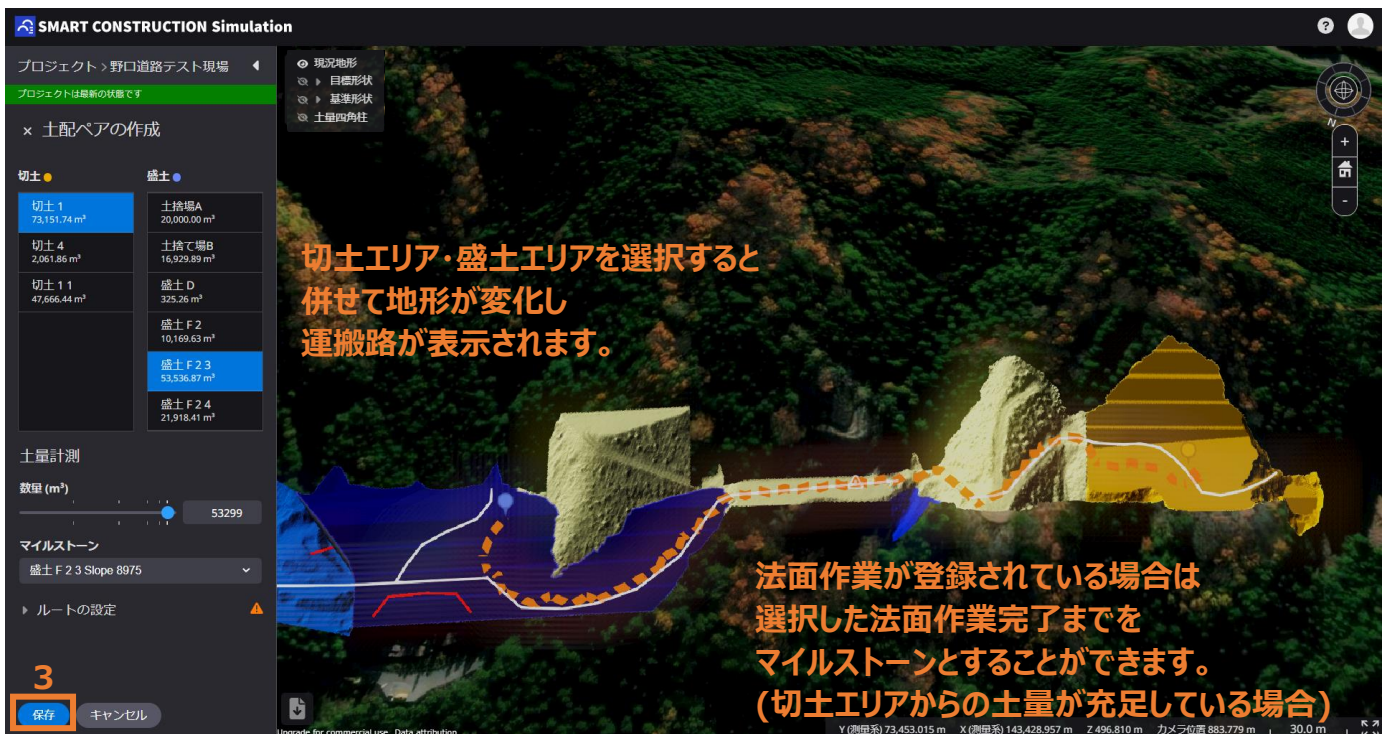 SMART CONSTRUCTION Simulation
?
プロジェクト > 野口道路テスト現場
プロジェクトは最新の状態です
× 土配ペアの作成
切土
盛土
切土 1
73,151.74 m³
切土 4
2,061.86 m³
切土 1 1
47,666.44 m³
土捨場A
20,000.00 m³
土捨て場B
16,929.89 m³
盛土 D
325.26 m³
盛土 F 2
10,169.63 m³
盛土 F 2 3
53,536.87 m³
盛土 F 2 4
21,918.41 m³
土量計測
数量 (m³)
53299
マイルストーン
盛土 F 2 3 Slope 8975
ルートの設定
3
保存
キャンセル
現況地形
目標形状
基準形状
土量四角柱
N
+
-
切土エリア・盛土エリアを選択すると
併せて地形が変化し
運搬路が表示されます。
法面作業が登録されている場合は
選択した法面作業完了までを
マイルストーンとすることができます。
(切土エリアからの土量が充足している場合)
Upgrade for commercial use. Data attribution
Y (測量系) 73,453.015 m X (測量系) 143,428.957 m Z 496.810 m カメラ位置 883.779 m 30.0 m